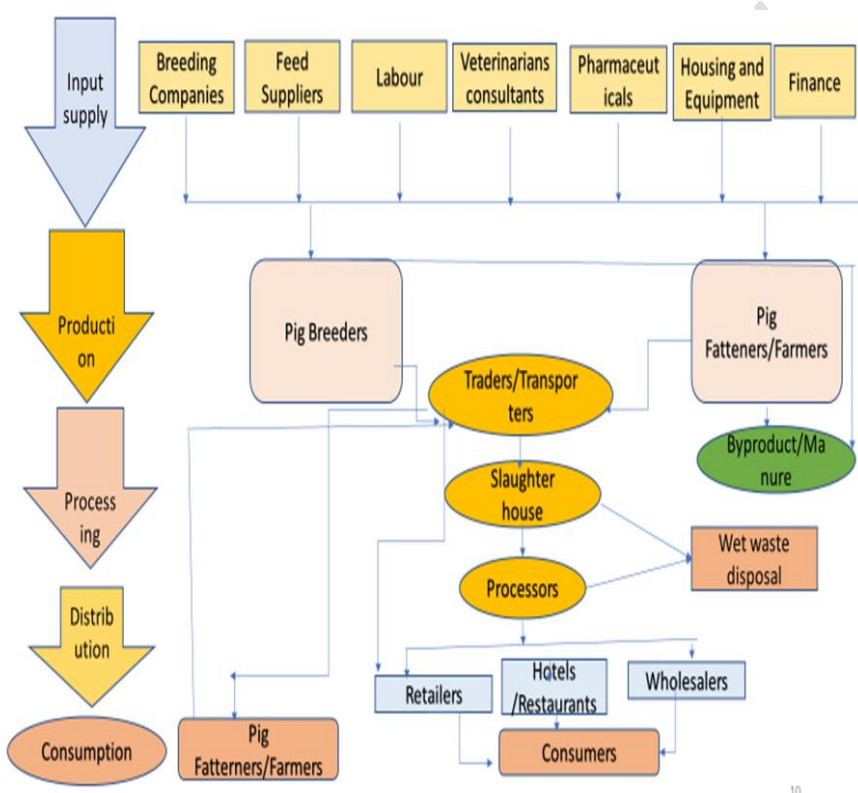 Input
supply
Breeding
Companies
Feed
Suppliers
Labour
Veterinarians
consultants
Pharmaceut
icals
Housing and
Equipment
Finance
Producti
on
Pig Breeders
Pig
Fatteners/Farmers
Traders/Transpor
ters
Byproduct/Ma
nure
Process
ing
Slaughter
house
Wet waste
disposal
Processors
Distrib
ution
Retailers
Hotels
/Restaurants
Wholesalers
Consumption
Pig
Fatterners/Farmers
Consumers
10